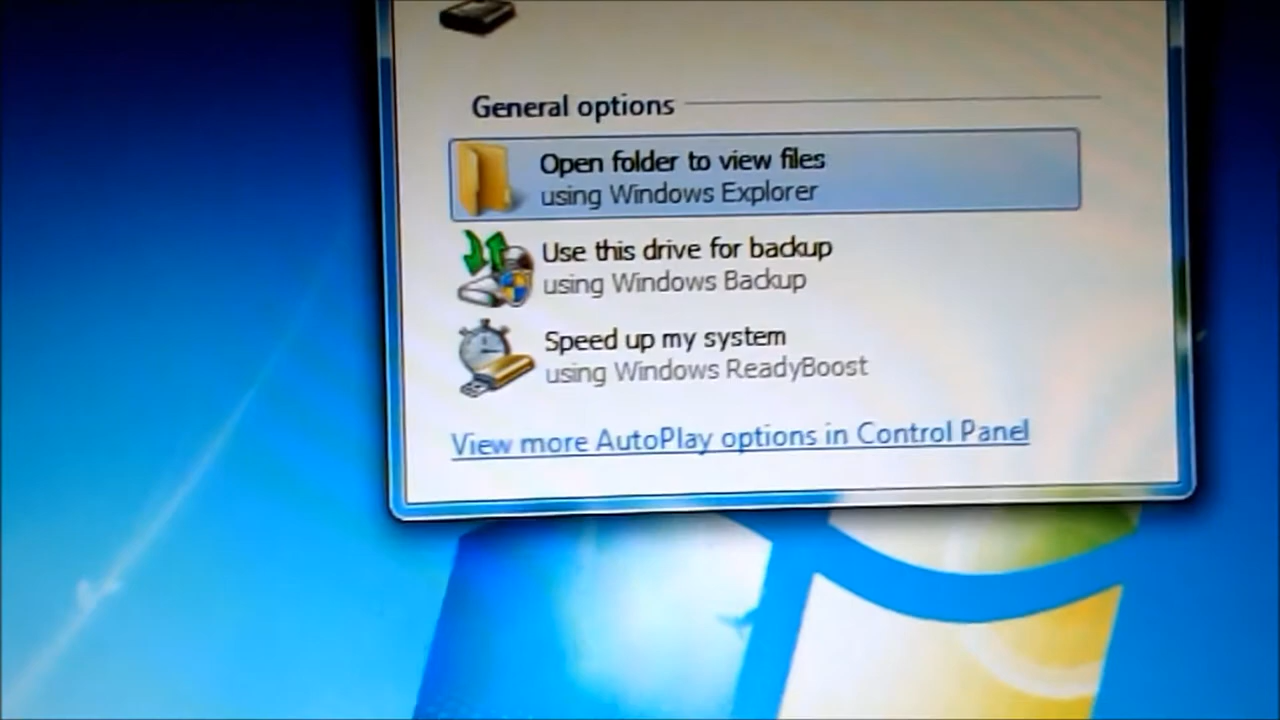 General options
Open folder to view files
using Windows Explorer
Use this drive for backup
using Windows Backup
Speed up my system
using Windows ReadyBoost
View more AutoPlay options in Control Panel